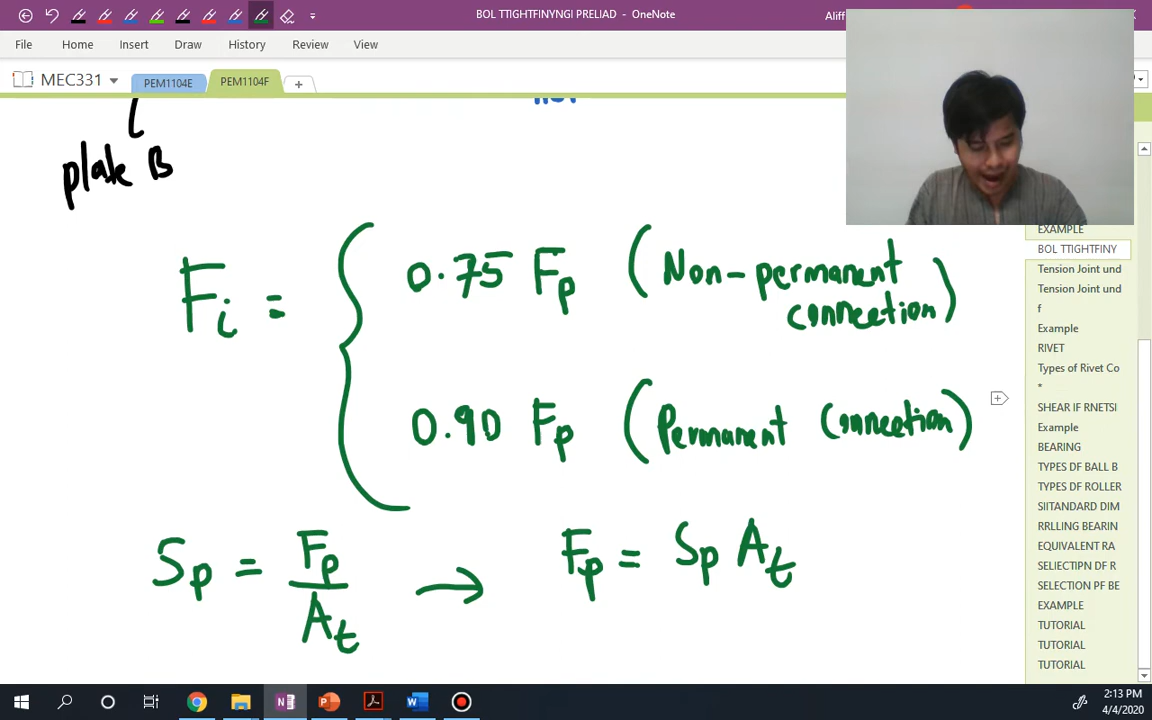 BOL TTIGHTFINYNGI PRELIAD - OneNote
Aliff
File Home Insert Draw History Review View
MEC331
PEM1104E
PEM1104F
plate B
Fi =
0.75 Fp (Non-permanent
connection)
0.90 Fp (Permanent connection)
Sp = Fp
At
→ Fp = Sp At
EXAMPLE
BOL TTIGHTFINY
Tension Joint und
Tension Joint und
f
Example
RIVET
Types of Rivet Co
*
SHEAR IF RNETSI
Example
BEARING
TYPES DF BALL B
TYPES DF ROLLER
SIITANDARD DIM
RRLLING BEARIN
EQUIVALENT RA
SELIECTIPN DF R
SELECTION PF BE
EXAMPLE
TUTORIAL
TUTORIAL
TUTORIAL
2:13 PM
4/4/2020